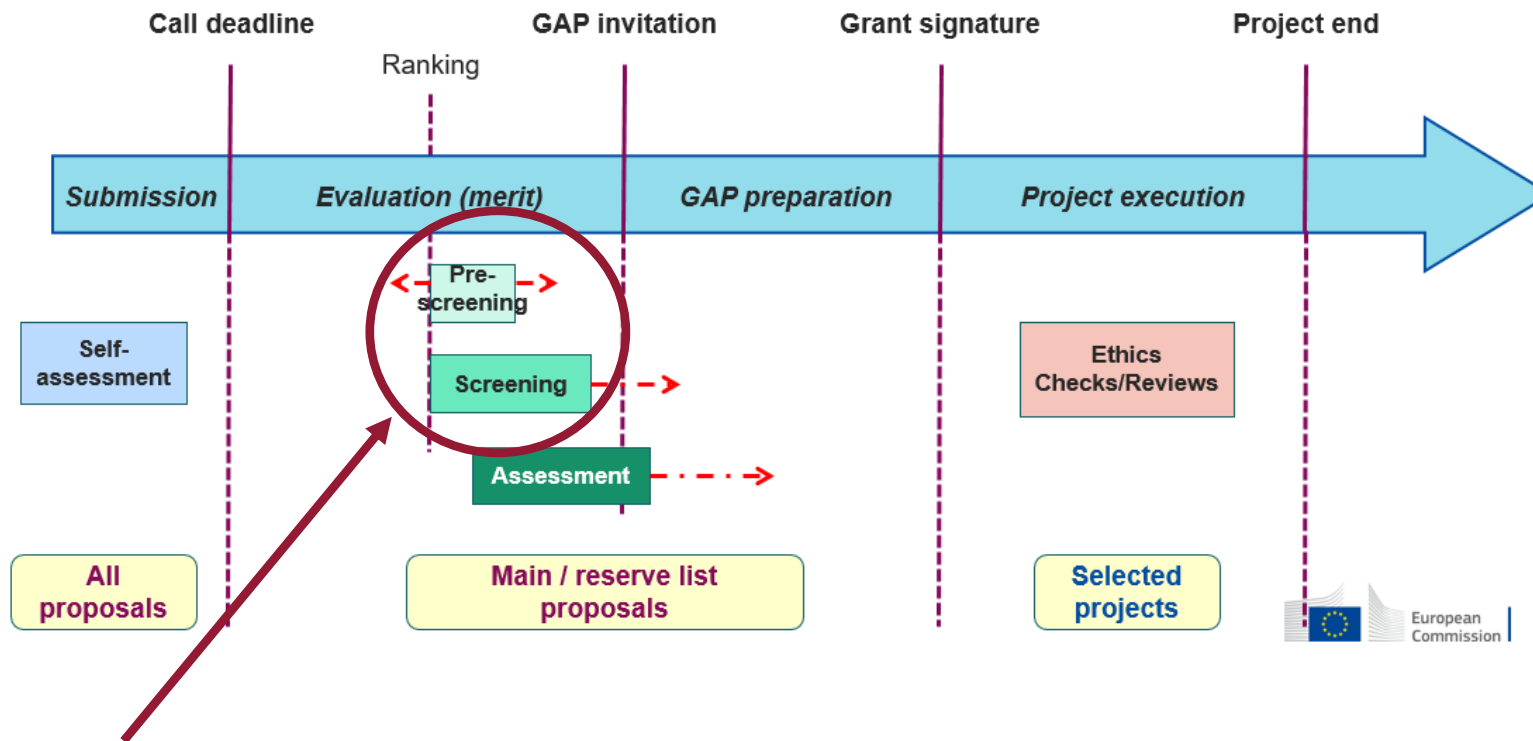 Call deadline
GAP invitation
Grant signature
Project end
Ranking
Submission
Evaluation (merit)
GAP preparation
Project execution
Pre-
screening
Self-
assessment
Screening
Ethics
Checks/Reviews
Assessment
All
proposals
Main / reserve list
proposals
Selected
projects
European
Commission